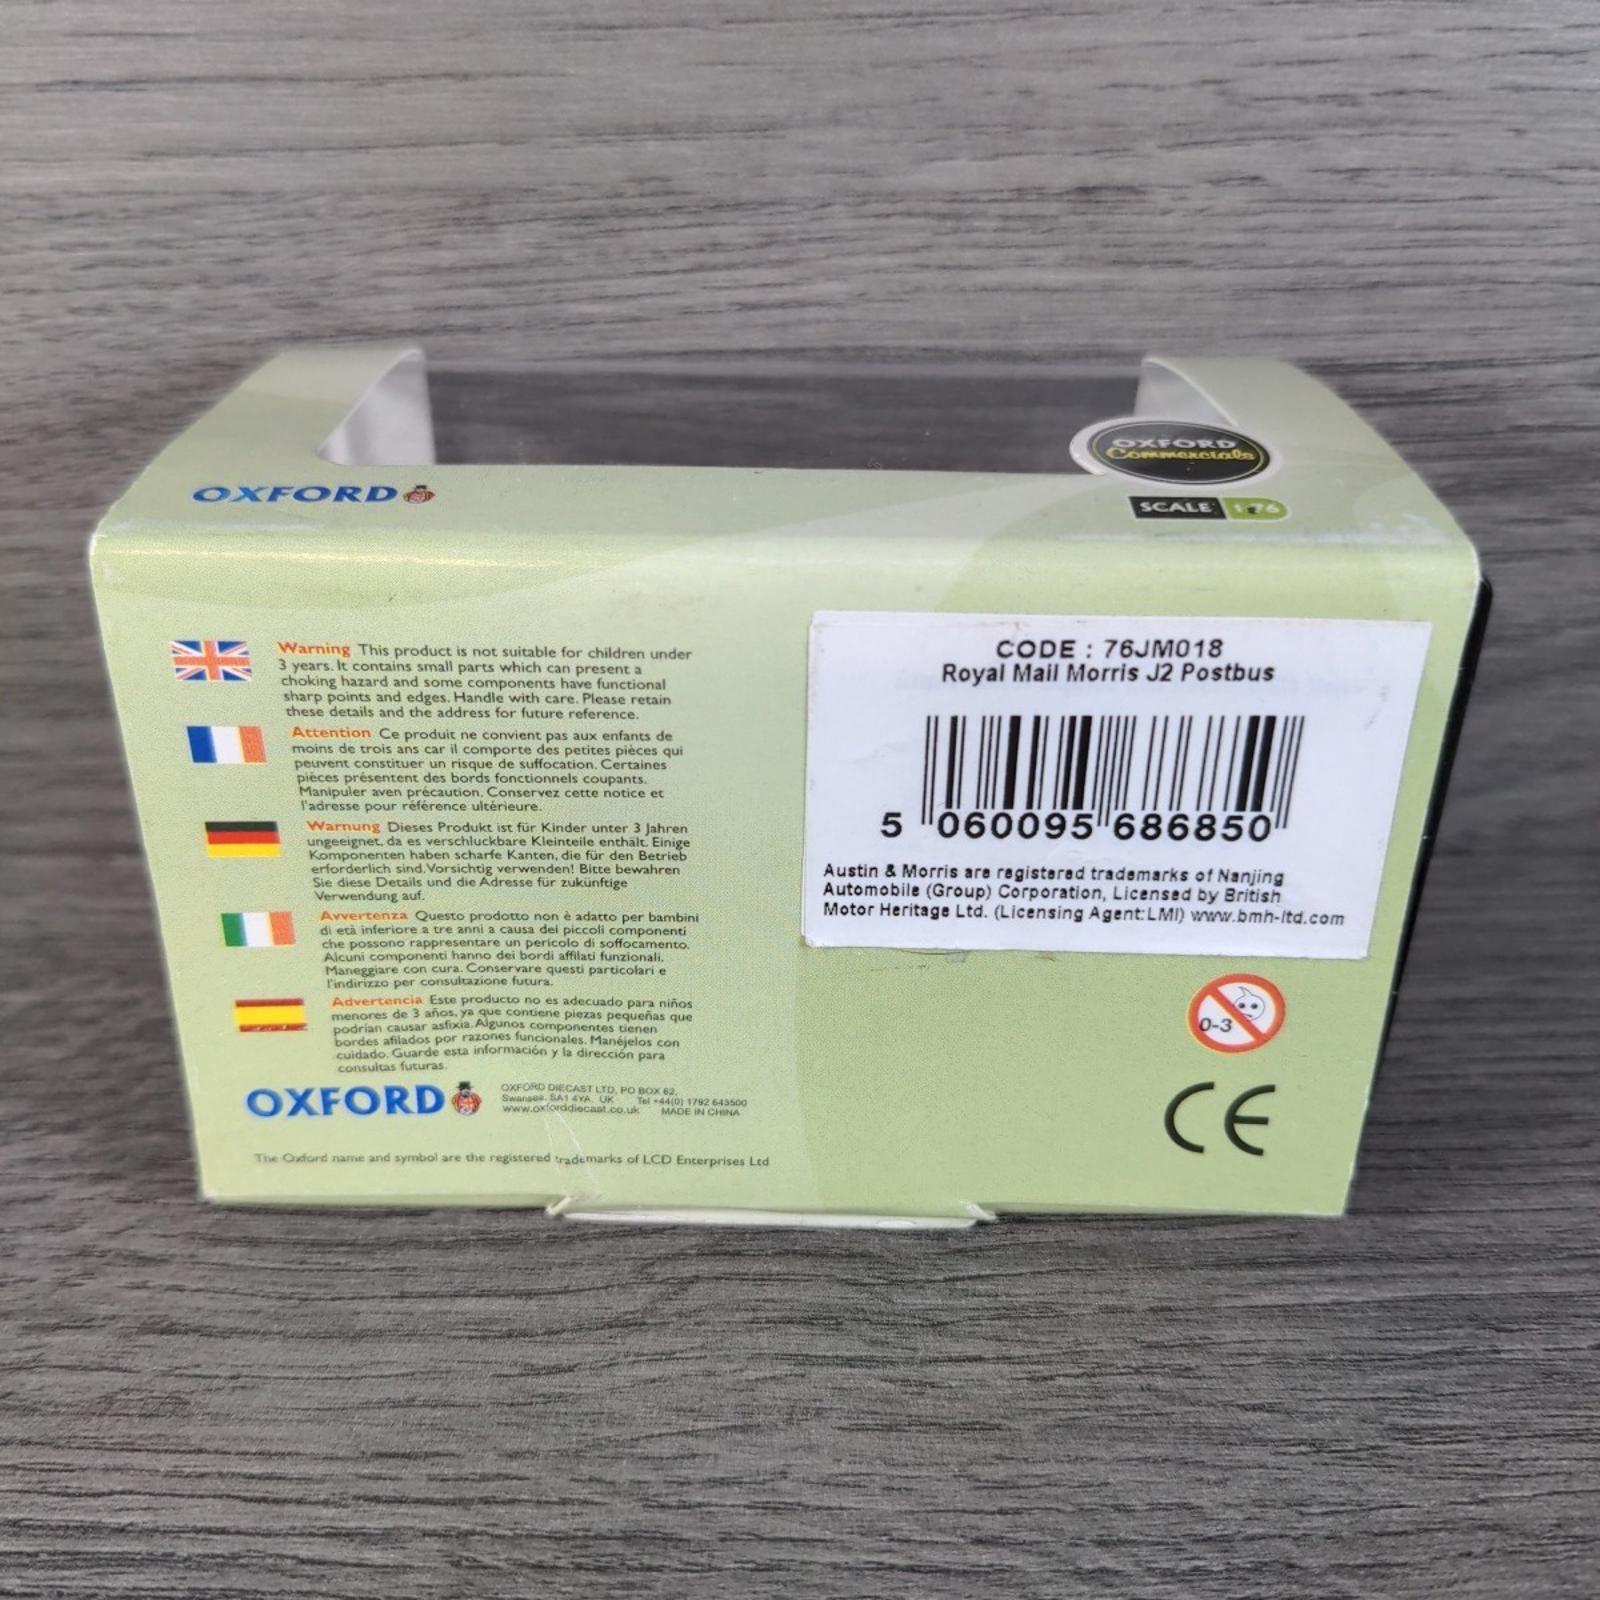 OXFORD
OXFORD
Commercials
SCALE 1:76
Warning This product is not suitable for children under
3 years. It contains small parts which can present a
choking hazard and some components have functional
sharp points and edges. Handle with care. Please retain
these details and the address for future reference.
Attention Ce produit ne convient pas aux enfants de
moins de trois ans car il comporte des petites pièces qui
peuvent constituer un risque de suffocation. Certaines
pièces présentent des bords fonctionnels coupants.
Manipuler aven précaution. Conservez cette notice et
l'adresse pour référence ultérieure.
Warnung Dieses Produkt ist für Kinder unter 3 Jahren
ungeeignet, da es verschluckbare Kleinteile enthält. Einige
Komponenten haben scharfe Kanten, die für den Betrieb
erforderlich sind. Vorsichtig verwenden! Bitte bewahren
Sie diese Details und die Adresse für zukünftige
Verwendung auf.
Avvertenza Questo prodotto non è adatto per bambini
di età inferiore a tre anni a causa dei piccoli componenti
che possono rappresentare un pericolo di soffocamento.
Alcuni componenti hanno dei bordi affilati funzionali.
Maneggiare con cura. Conservare questi particolari e
l'indirizzo per consultazione futura.
Advertencia Este producto no es adecuado para niños
menores de 3 años, ya que contiene piezas pequeñas que
podrían causar asfixia. Algunos componentes tienen
bordes afilados por razones funcionales. Manéjelos con
cuidado. Guarde esta información y la dirección para
consultas futuras.
OXFORD
OXFORD DIECAST LTD, PO BOX 62,
Swansea. SA1 4YA. UK Tel +44(0) 1792 643500
www.oxforddiecast.co.uk MADE IN CHINA
The Oxford name and symbol are the registered trademarks of LCD Enterprises Ltd
CODE : 76JM018
Royal Mail Morris J2 Postbus
5 060095 686850
Austin & Morris are registered trademarks of Nanjing
Automobile (Group) Corporation, Licensed by British
Motor Heritage Ltd. (Licensing Agent:LMI) www.bmh-ltd.com
0-3
CE